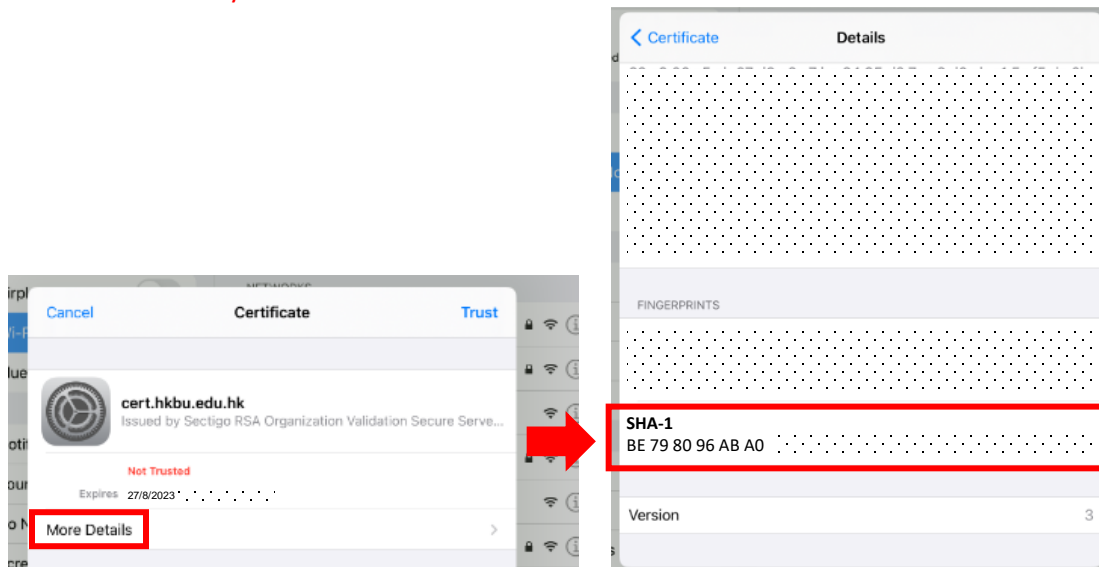 NETWORKS
Cancel
Certificate
Trust
cert.hkbu.edu.hk
Issued by Sectigo RSA Organization Validation Secure Serve...
Not Trusted
Expires 27/8/2023
More Details
Certificate
Details
FINGERPRINTS
SHA-1
BE 79 80 96 AB A0
Version 3